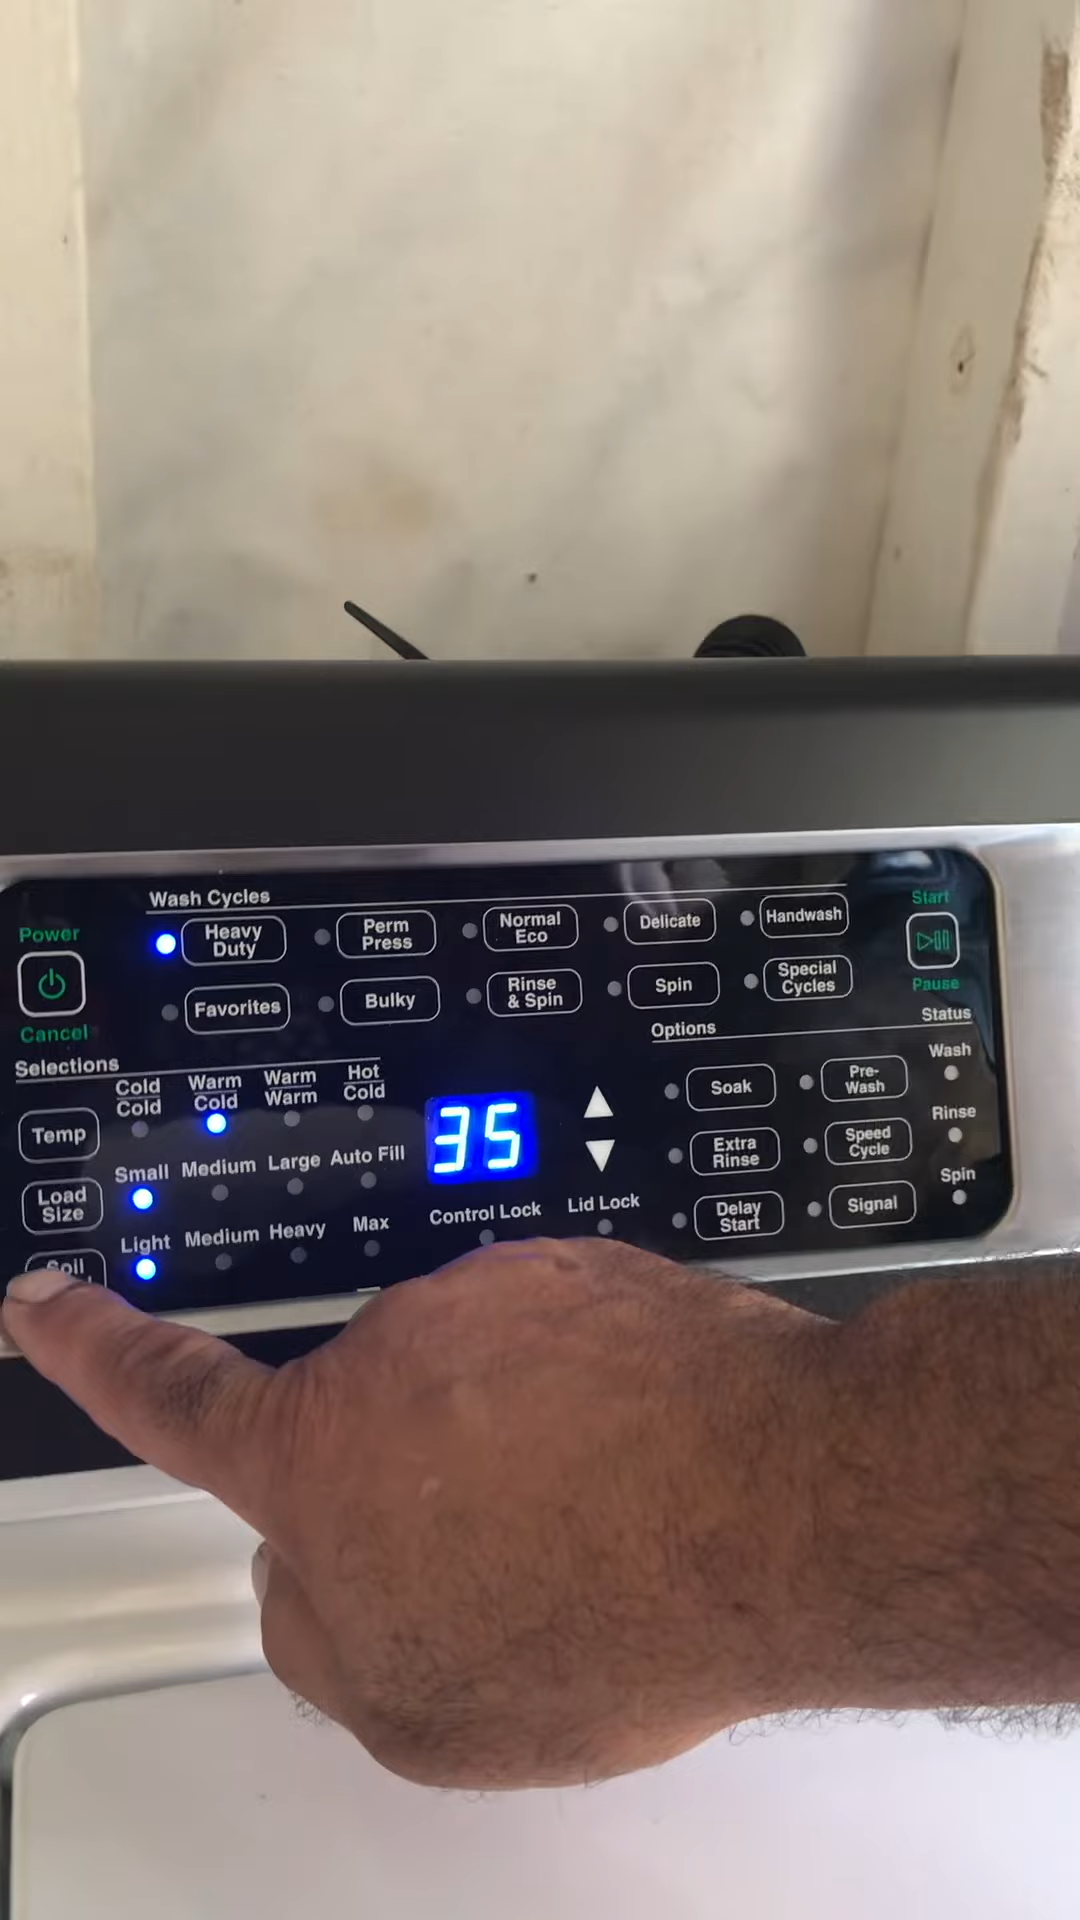 Wash Cycles
Power
Cancel
Heavy
Duty
Perm
Press
Normal
Eco
Delicate
Handwash
Start
Pause
Favorites
Bulky
Rinse
& Spin
Spin
Special
Cycles
Selections
Options
Status
Temp
Cold
Cold
Warm
Cold
Warm
Warm
Hot
Cold
Load
Size
Small
Medium
Large
Auto Fill
Soil
Light
Medium
Heavy
Max
35
Control Lock
Lid Lock
Soak
Pre-
Wash
Wash
Extra
Rinse
Speed
Cycle
Rinse
Delay
Start
Signal
Spin